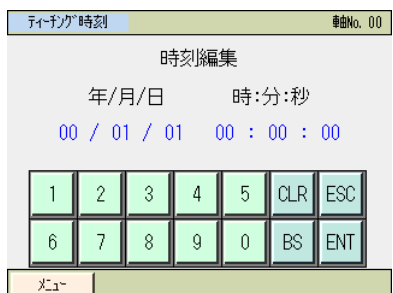 ﾃｨｰﾁﾝｸﾞ時刻 軸No. 00
時刻編集
年/月/日 時:分:秒
00 / 01 / 01 00 : 00 : 00
1 2 3 4 5 CLR ESC
6 7 8 9 0 BS ENT
ﾒﾆｭｰ